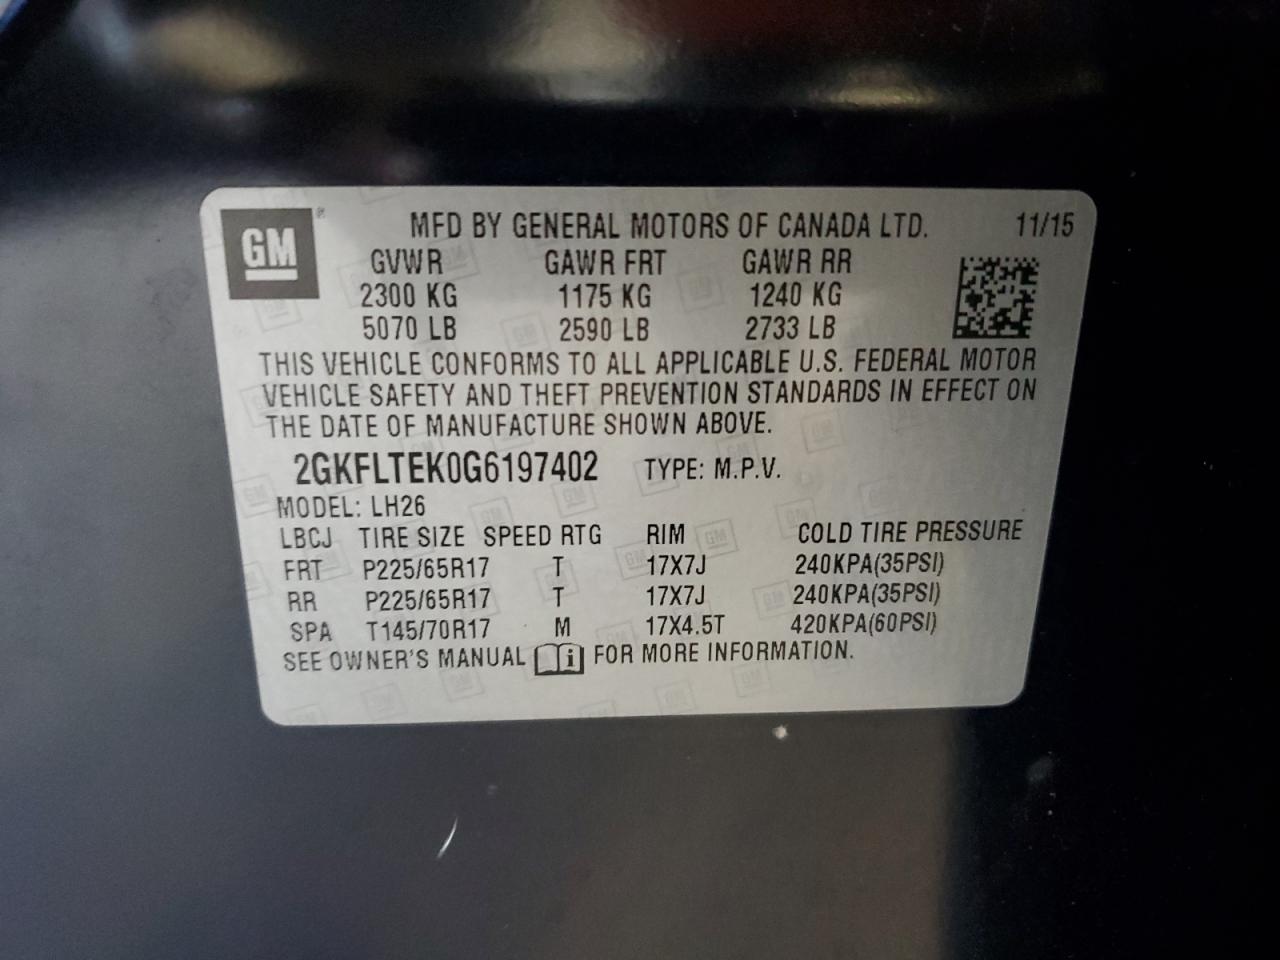 GM ® MFD BY GENERAL MOTORS OF CANADA LTD. 11/15
GVWR GAWR FRT GAWR RR
2300 KG 1175 KG 1240 KG
5070 LB 2590 LB 2733 LB
THIS VEHICLE CONFORMS TO ALL APPLICABLE U.S. FEDERAL MOTOR
VEHICLE SAFETY AND THEFT PREVENTION STANDARDS IN EFFECT ON
THE DATE OF MANUFACTURE SHOWN ABOVE.
2GKFLTEK0G6197402 TYPE: M.P.V.
MODEL: LH26
LBCJ TIRE SIZE SPEED RTG RIM COLD TIRE PRESSURE
FRT P225/65R17 T 17X7J 240KPA(35PSI)
RR P225/65R17 T 17X7J 240KPA(35PSI)
SPA T145/70R17 M 17X4.5T 420KPA(60PSI)
SEE OWNER'S MANUAL i FOR MORE INFORMATION.